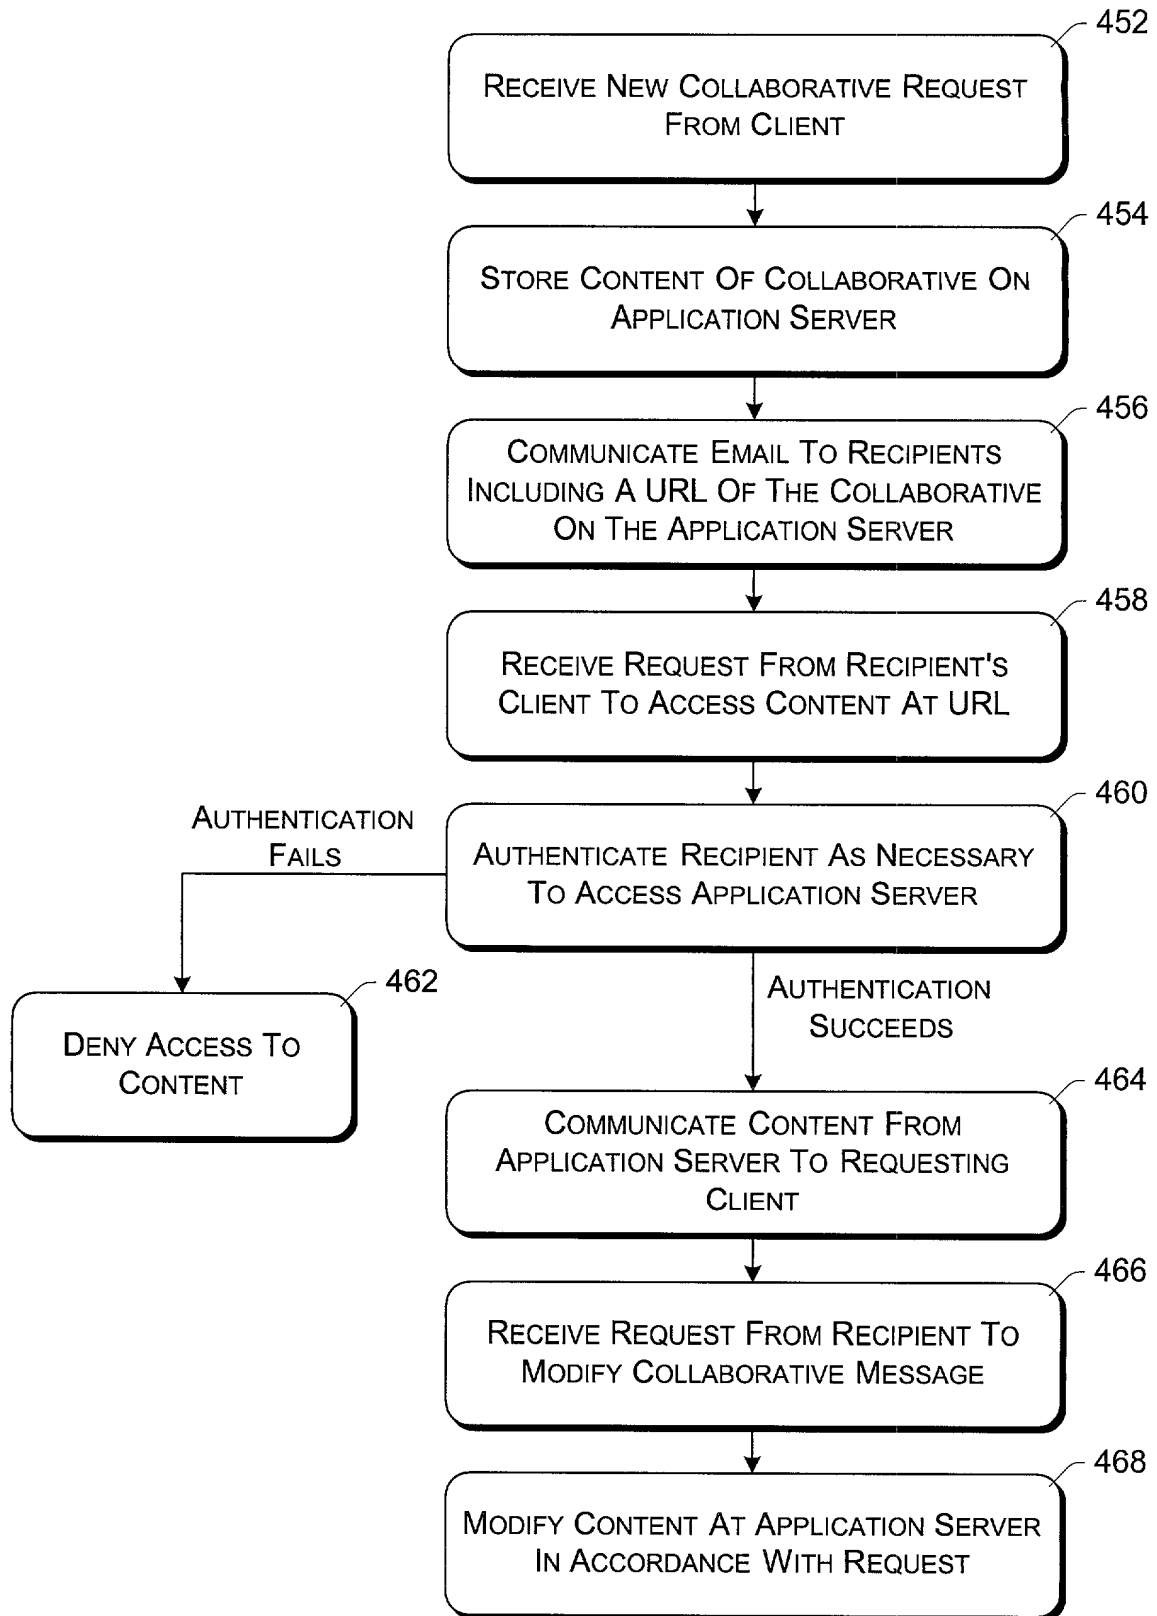 452
RECEIVE NEW COLLABORATIVE REQUEST
FROM CLIENT
454
STORE CONTENT OF COLLABORATIVE ON
APPLICATION SERVER
456
COMMUNICATE EMAIL TO RECIPIENTS
INCLUDING A URL OF THE COLLABORATIVE
ON THE APPLICATION SERVER
458
RECEIVE REQUEST FROM RECIPIENT'S
CLIENT TO ACCESS CONTENT AT URL
460
AUTHENTICATE RECIPIENT AS NECESSARY
TO ACCESS APPLICATION SERVER
AUTHENTICATION
FAILS
462
DENY ACCESS TO
CONTENT
AUTHENTICATION
SUCCEEDS
464
COMMUNICATE CONTENT FROM
APPLICATION SERVER TO REQUESTING
CLIENT
466
RECEIVE REQUEST FROM RECIPIENT TO
MODIFY COLLABORATIVE MESSAGE
468
MODIFY CONTENT AT APPLICATION SERVER
IN ACCORDANCE WITH REQUEST